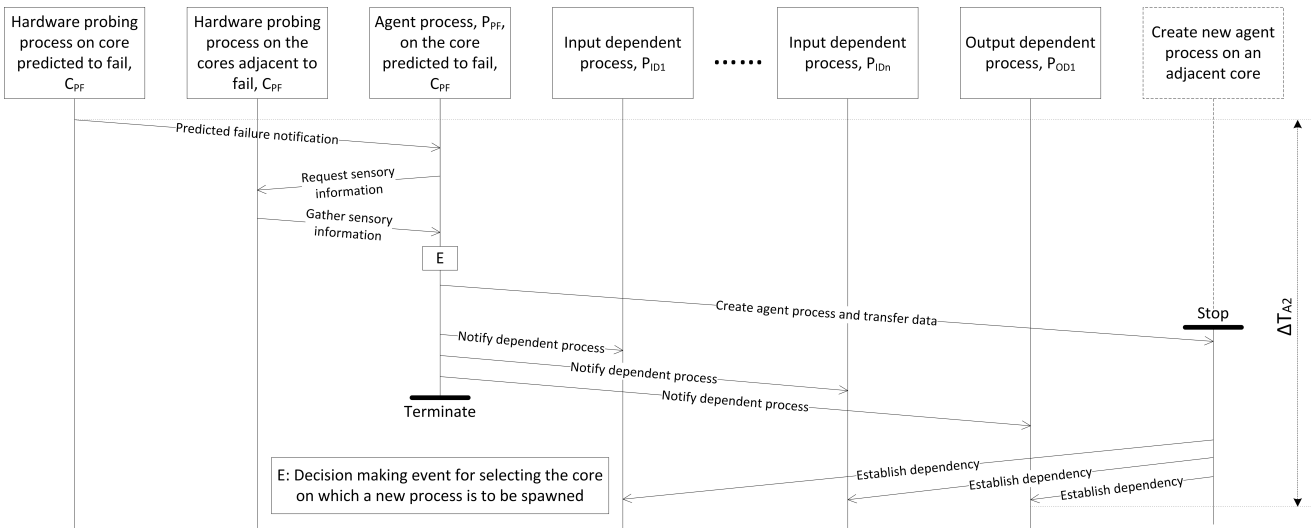 Hardware probing
process on core
predicted to fail,
CPF
Hardware probing
process on the
cores adjacent to
fail, CPF
Agent process, PPF,
on the core
predicted to fail,
CPF
Input dependent
process, PID1
......
Input dependent
process, PIDn
Output dependent
process, POD1
Create new agent
process on an
adjacent core
Predicted failure notification
Request sensory
information
Gather sensory
information
E
Create agent process and transfer data
Stop
ΔTA2
Notify dependent process
Notify dependent process
Notify dependent process
Terminate
E: Decision making event for selecting the core
on which a new process is to be spawned
Establish dependency
Establish dependency
Establish dependency